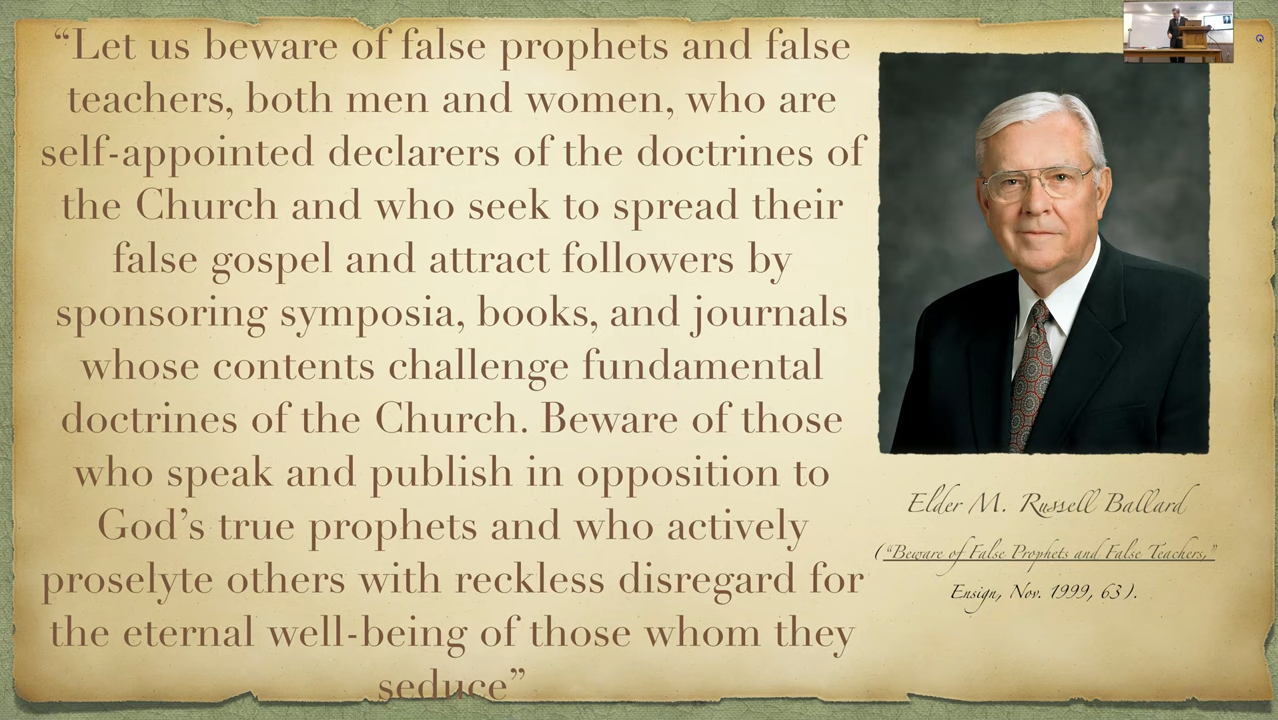 “Let us beware of false prophets and false
teachers, both men and women, who are
self-appointed declarers of the doctrines of
the Church and who seek to spread their
false gospel and attract followers by
sponsoring symposia, books, and journals
whose contents challenge fundamental
doctrines of the Church. Beware of those
who speak and publish in opposition to
God’s true prophets and who actively
proselyte others with reckless disregard for
the eternal well-being of those whom they
seduce”
Elder M. Russell Ballard
(“Beware of False Prophets and False Teachers,”
Ensign, Nov. 1999, 63).